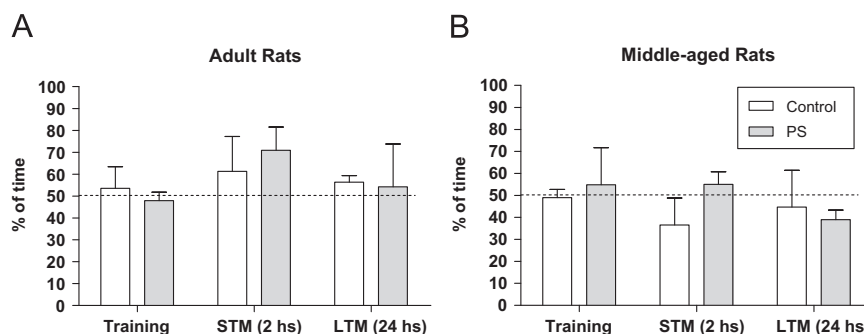 A
B
Adult Rats
Middle-aged Rats
% of time
100
90
80
70
60
50
40
30
20
10
0
Training
STM (2 hs)
LTM (24 hs)
% of time
100
90
80
70
60
50
40
30
20
10
0
Control
PS
Training
STM (2 hs)
LTM (24 hs)